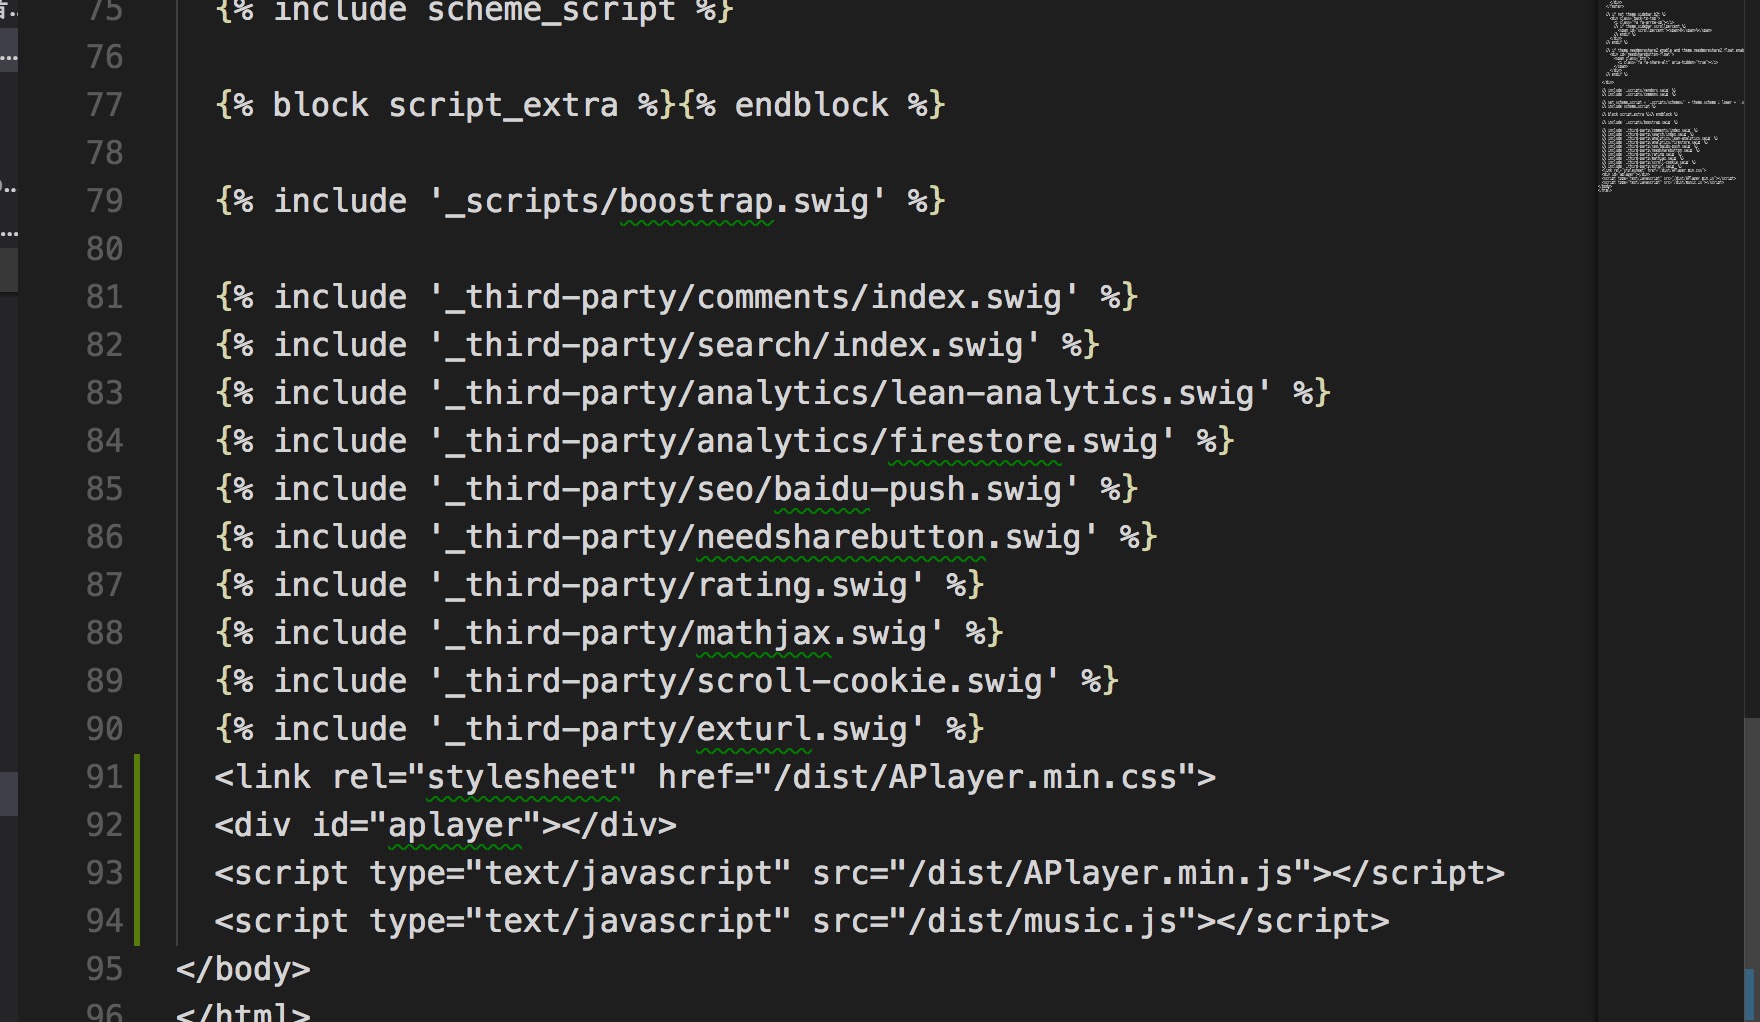 75 {% include scheme_script %}
76
77 {% block script_extra %}{% endblock %}
78
79 {% include '_scripts/boostrap.swig' %}
80
81 {% include '_third-party/comments/index.swig' %}
82 {% include '_third-party/search/index.swig' %}
83 {% include '_third-party/analytics/lean-analytics.swig' %}
84 {% include '_third-party/analytics/firestore.swig' %}
85 {% include '_third-party/seo/baidu-push.swig' %}
86 {% include '_third-party/needsharebutton.swig' %}
87 {% include '_third-party/rating.swig' %}
88 {% include '_third-party/mathjax.swig' %}
89 {% include '_third-party/scroll-cookie.swig' %}
90 {% include '_third-party/exturl.swig' %}
91 <link rel="stylesheet" href="/dist/APlayer.min.css">
92 <div id="aplayer"></div>
93 <script type="text/javascript" src="/dist/APlayer.min.js"></script>
94 <script type="text/javascript" src="/dist/music.js"></script>
95 </body>
96 </html>